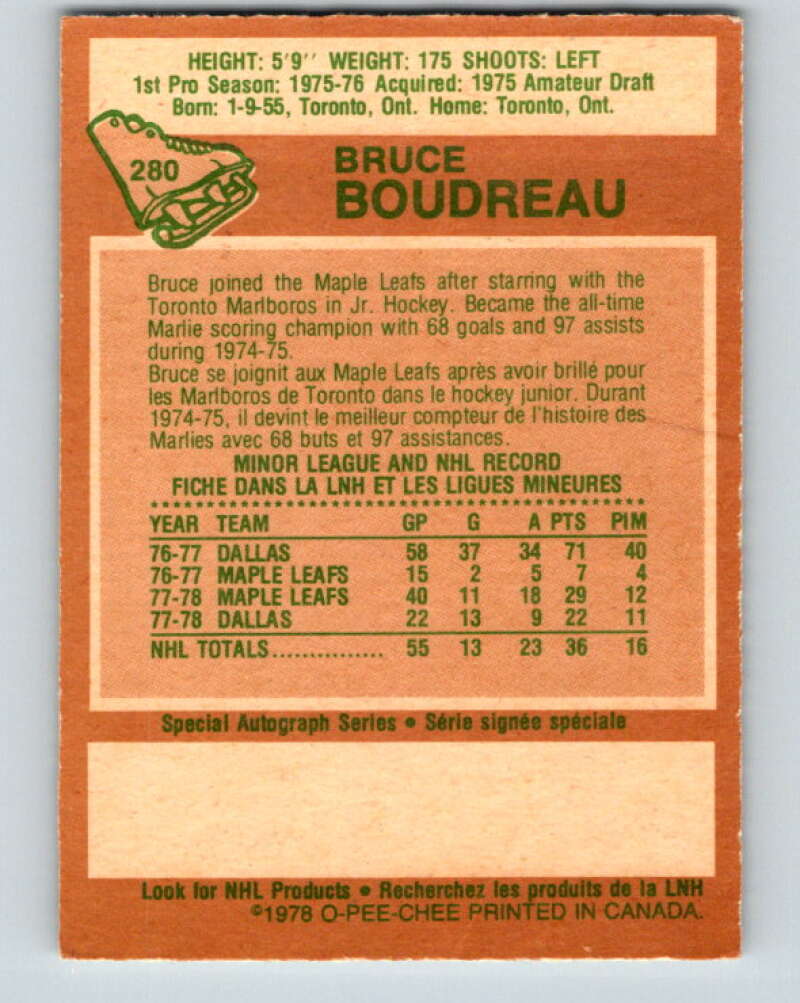 HEIGHT: 5'9'' WEIGHT: 175 SHOOTS: LEFT
1st Pro Season: 1975-76 Acquired: 1975 Amateur Draft
Born: 1-9-55, Toronto, Ont. Home: Toronto, Ont.
280
BRUCE
BOUDREAU
Bruce joined the Maple Leafs after starring with the
Toronto Marlboros in Jr. Hockey. Became the all-time
Marlie scoring champion with 68 goals and 97 assists
during 1974-75.
Bruce se joignit aux Maple Leafs après avoir brillé pour
les Marlboros de Toronto dans le hockey junior. Durant
1974-75, il devint le meilleur compteur de l'histoire des
Marlies avec 68 buts et 97 assistances.
MINOR LEAGUE AND NHL RECORD
FICHE DANS LA LNH ET LES LIGUES MINEURES
YEAR TEAM GP G A PTS PIM
76-77 DALLAS 58 37 34 71 40
76-77 MAPLE LEAFS 15 2 5 7 4
77-78 MAPLE LEAFS 40 11 18 29 12
77-78 DALLAS 22 13 9 22 11
NHL TOTALS............... 55 13 23 36 16
Special Autograph Series • Série signée spéciale
Look for NHL Products • Recherchez les produits de la LNH
©1978 O-PEE-CHEE PRINTED IN CANADA.